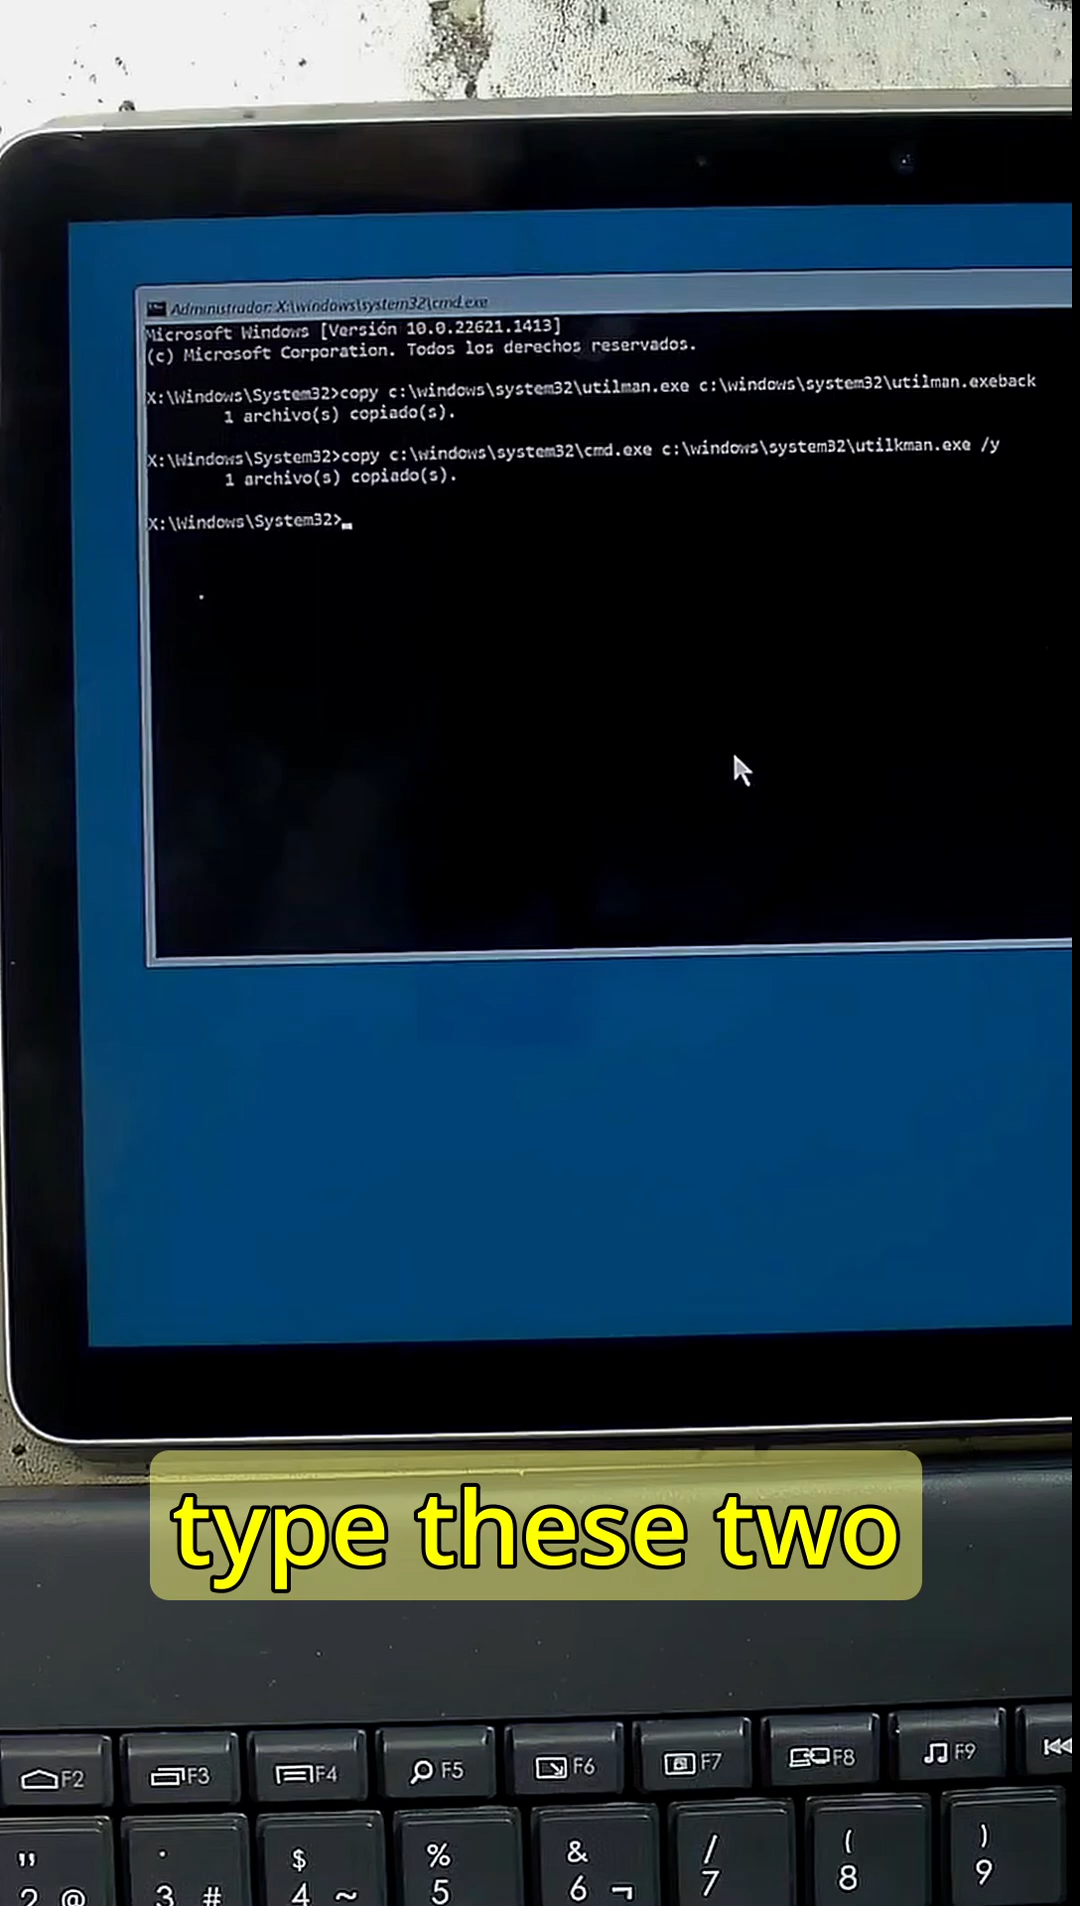 Administrador: X:\windows\system32\cmd.exe
Microsoft Windows [Versión 10.0.22621.1413]
(c) Microsoft Corporation. Todos los derechos reservados.
X:\Windows\System32>copy c:\windows\system32\utilman.exe c:\windows\system32\utilman.exeback
1 archivo(s) copiado(s).
X:\Windows\System32>copy c:\windows\system32\cmd.exe c:\windows\system32\utilkman.exe /y
1 archivo(s) copiado(s).
X:\Windows\System32>
type these two
F2 F3 F4 F5 F6 F7 F8 F9
" · $ % & / ( )
2 @ 3 # 4 ~ 5 6 ¬ 7 8 9